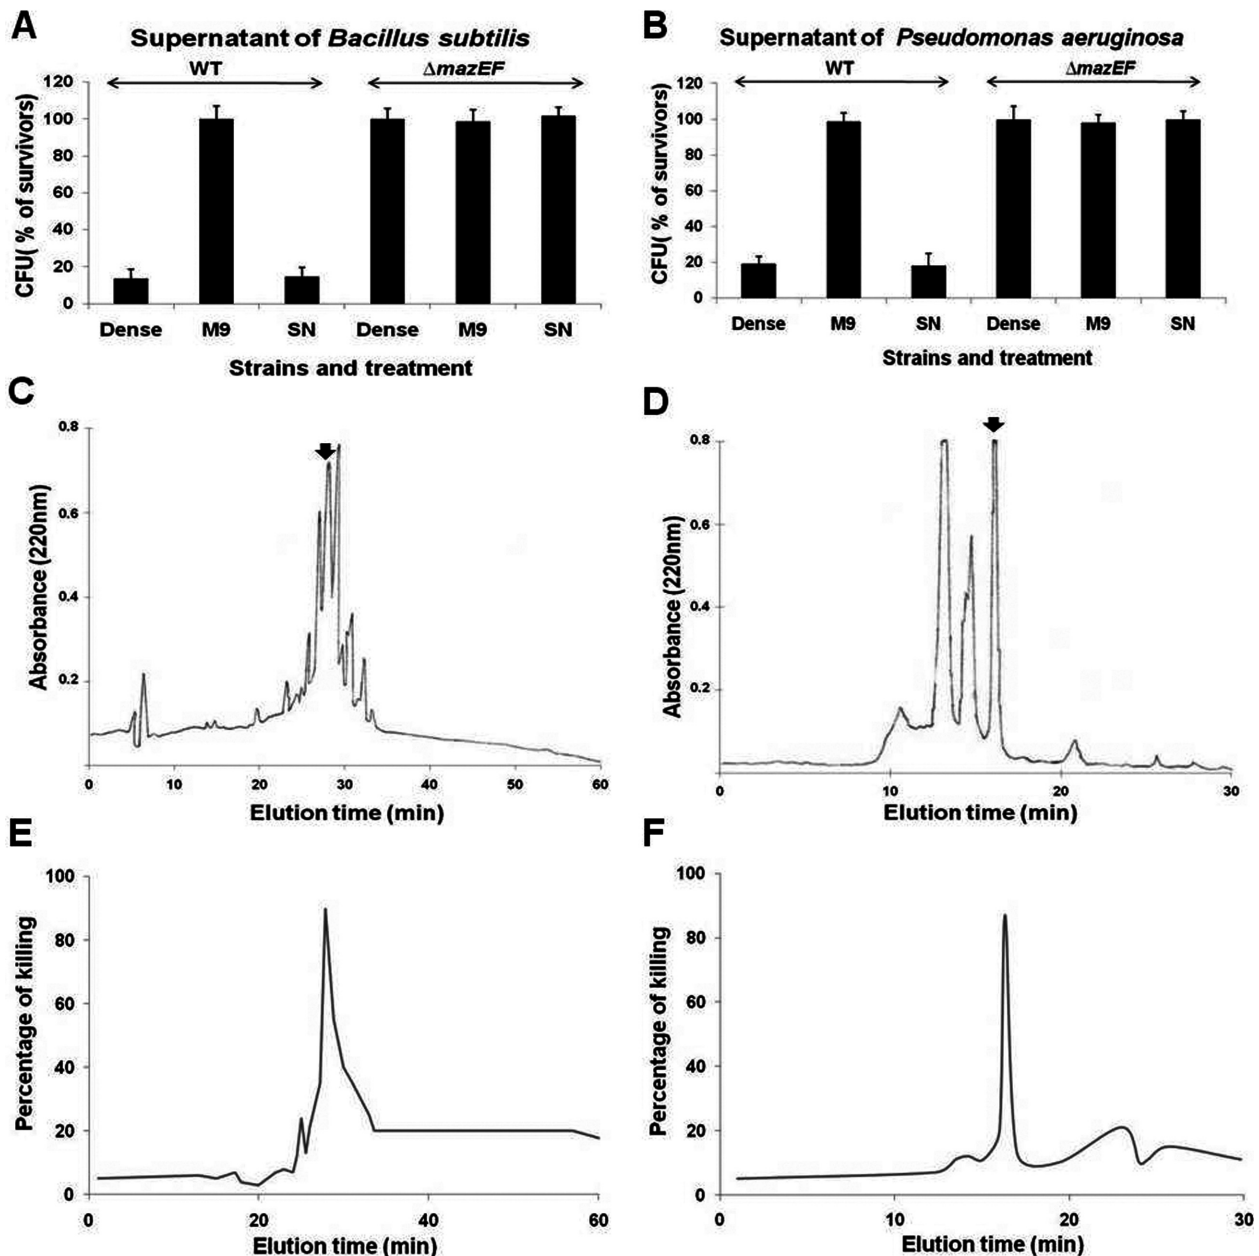 A
Supernatant of Bacillus subtilis
WT
ΔmazEF
CFU( % of survivors)
120
100
80
60
40
20
0
Dense M9 SN Dense M9 SN
Strains and treatment
B
Supernatant of Pseudomonas aeruginosa
WT
ΔmazEF
CFU( % of survivors)
120
100
80
60
40
20
0
Dense M9 SN Dense M9 SN
Strains and treatment
C
Absorbance (220nm)
0.8
0.6
0.4
0.2
0 10 20 30 40 50 60
Elution time (min)
D
Absorbance (220nm)
0.8
0.6
0.4
0.2
0 10 20 30
Elution time (min)
E
Percentage of killing
100
80
60
40
20
0
0 20 40 60
Elution time (min)
F
Percentage of killing
100
80
60
40
20
0
0 10 20 30
Elution time (min)